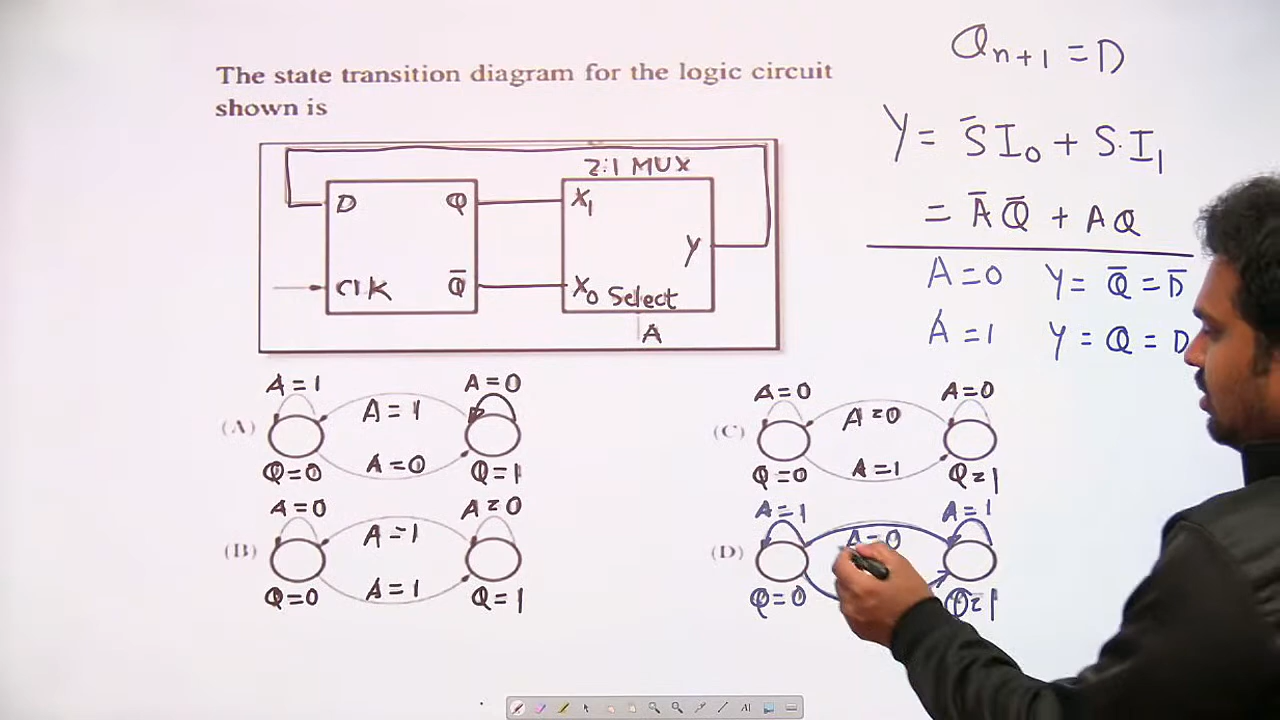 The state transition diagram for the logic circuit
shown is
2:1 MUX
D
Q
X1
Y
CIK
Q̅
X0
Select
A
(A)
A=1
A=1
A=0
A=0
Q=0
Q=1
(B)
A=0
A=1
A=1
A=0
Q=0
Q=1
(C)
A=0
A=0
A=1
A=0
Q=0
Q=1
(D)
A=1
A=0
A=1
Q=0
Q=1
Qn+1 = D
Y = S̅I0 + S·I1
= A̅Q̅ + AQ
A=0 Y= Q̅ = D̅
A=1 Y = Q = D
AI